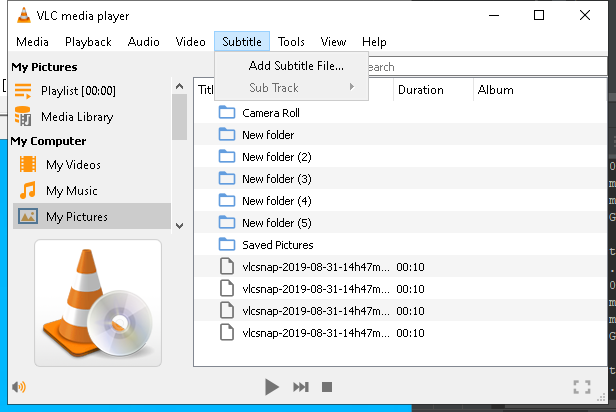 VLC media player
Media Playback Audio Video Subtitle Tools View Help
Add Subtitle File...
Sub Track
My Pictures
Playlist [00:00]
Media Library
My Computer
My Videos
My Music
My Pictures
Duration Album
Camera Roll
New folder
New folder (2)
New folder (3)
New folder (4)
New folder (5)
Saved Pictures
vlcsnap-2019-08-31-14h47m... 00:10
vlcsnap-2019-08-31-14h47m... 00:10
vlcsnap-2019-08-31-14h47m... 00:10
vlcsnap-2019-08-31-14h47m... 00:10